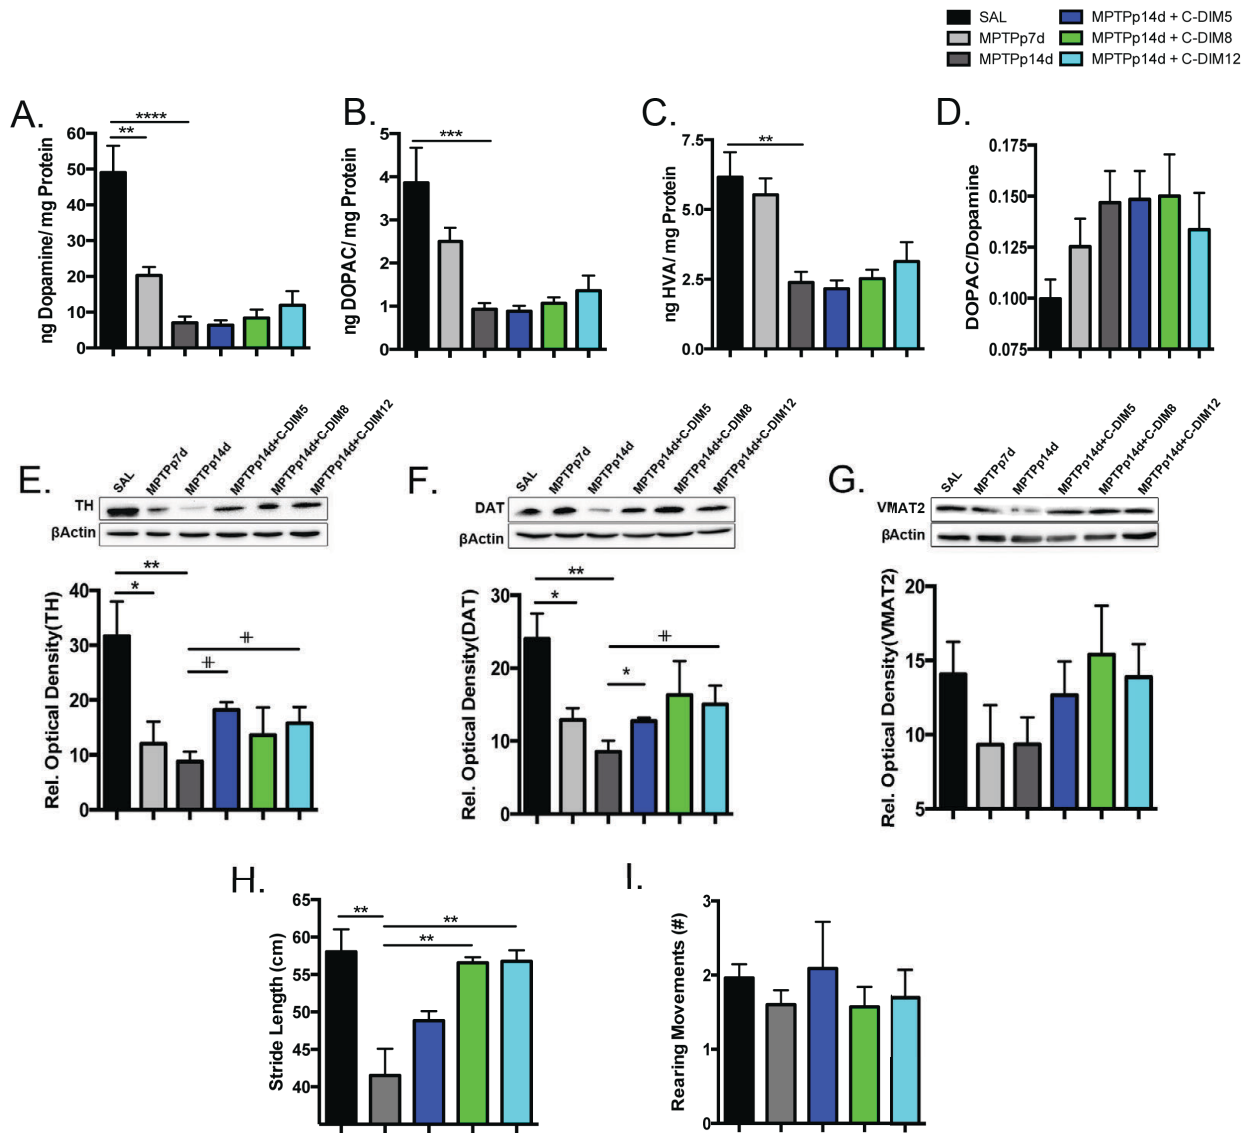 SAL
MPTPp7d
MPTPp14d
MPTPp14d + C-DIM5
MPTPp14d + C-DIM8
MPTPp14d + C-DIM12
A.
ng Dopamine/ mg Protein
60
50
40
30
20
10
0
**
****
B.
ng DOPAC/ mg Protein
5
4
3
2
1
0
***
C.
ng HVA/ mg Protein
7.5
5.0
2.5
0.0
**
D.
DOPAC/Dopamine
0.175
0.150
0.125
0.100
0.075
E.
SAL
MPTPp7d
MPTPp14d
MPTPp14d+C-DIM5
MPTPp14d+C-DIM8
MPTPp14d+C-DIM12
TH
βActin
Rel. Optical Density(TH)
40
30
20
10
0
**
*
⧺
⧺
F.
SAL
MPTPp7d
MPTPp14d
MPTPp14d+C-DIM5
MPTPp14d+C-DIM8
MPTPp14d+C-DIM12
DAT
βActin
Rel. Optical Density(DAT)
30
20
10
0
**
*
⧺
*
G.
SAL
MPTPp7d
MPTPp14d
MPTPp14d+C-DIM5
MPTPp14d+C-DIM8
MPTPp14d+C-DIM12
VMAT2
βActin
Rel. Optical Density(VMAT2)
20
15
10
5
H.
Stride Length (cm)
65
60
55
50
45
40
**
**
**
I.
Rearing Movements (#)
3
2
1
0